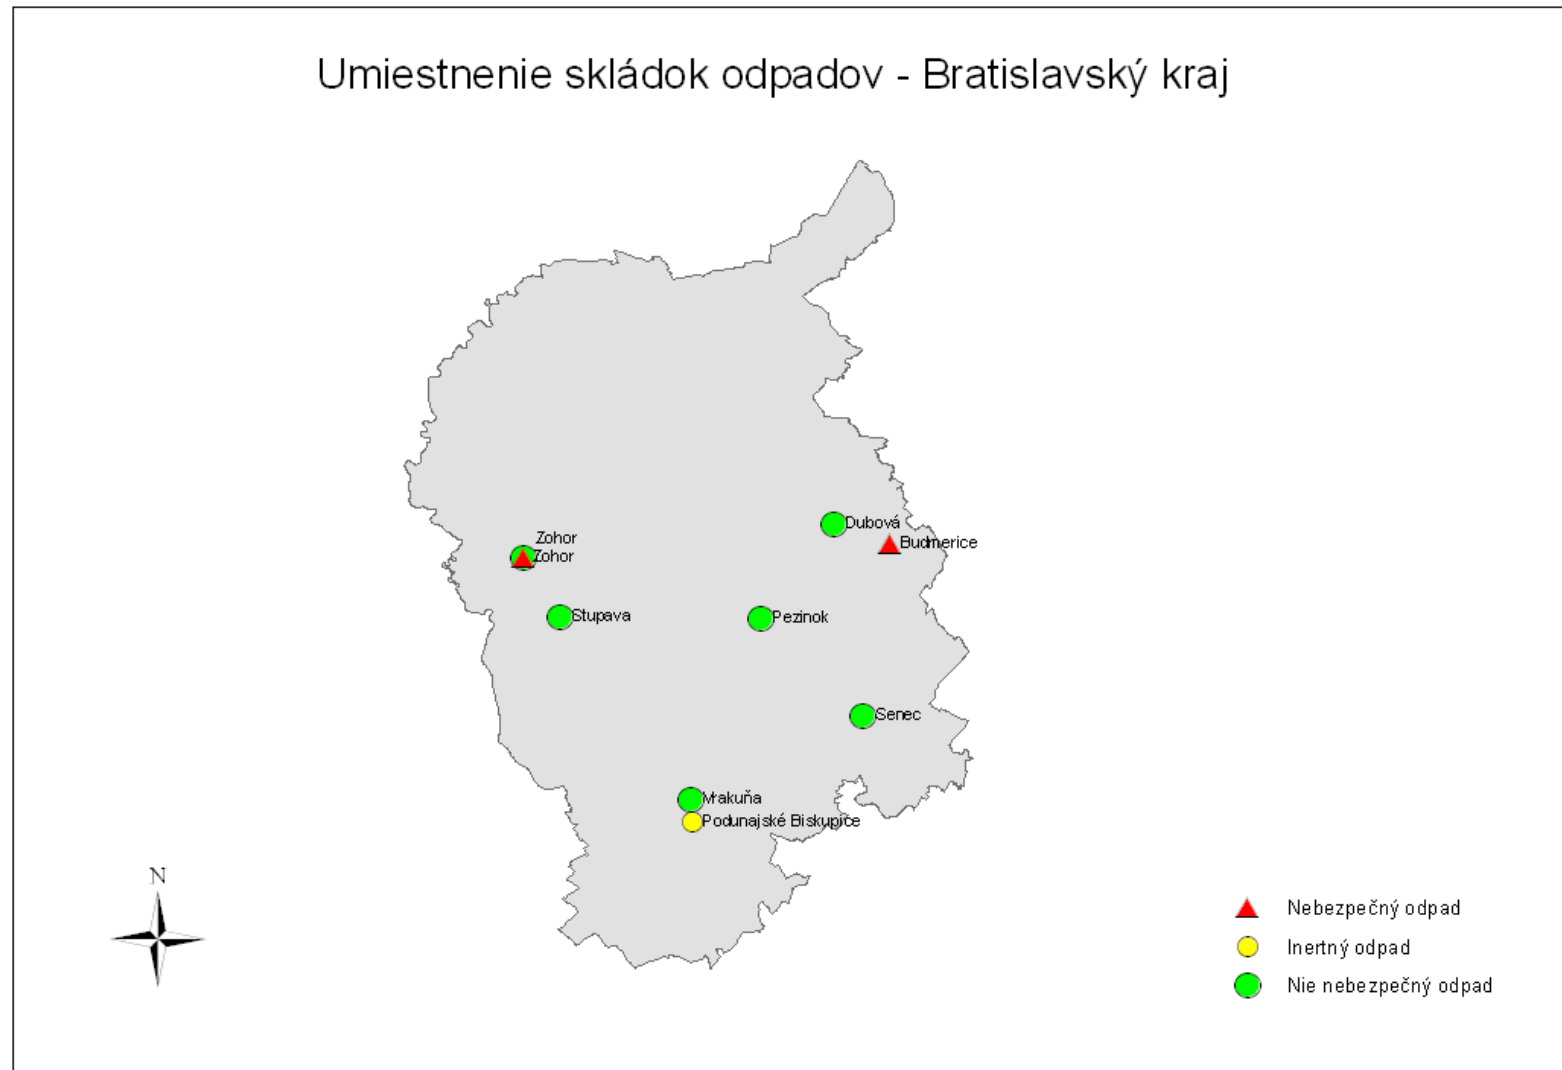 Umiestnenie skládok odpadov - Bratislavský kraj
Dubová
Zohor
Budmerice
Zohor
Stupava
Pezinok
Senec
Vrakuňa
Podunajské Biskupice
N
Nebezpečný odpad
Inertný odpad
Nie nebezpečný odpad